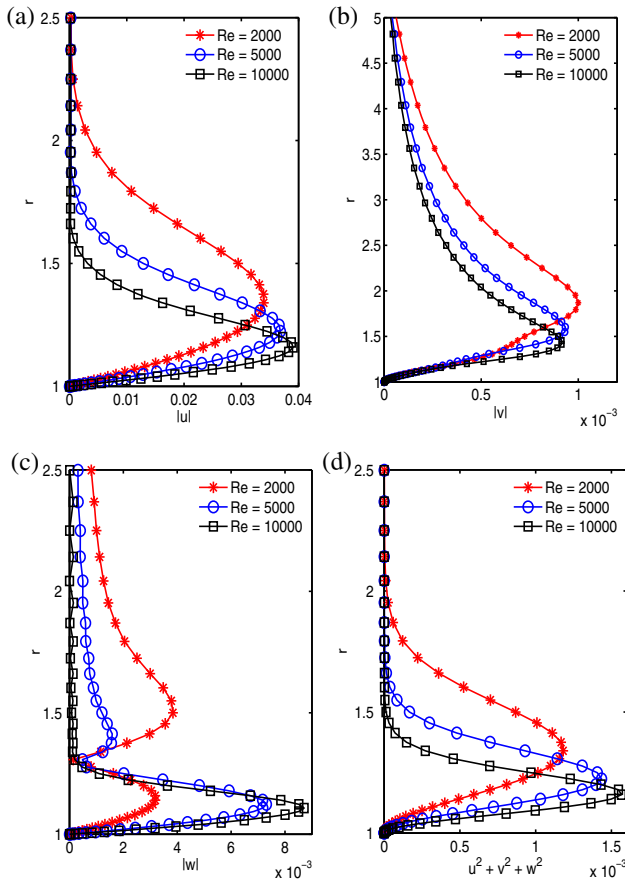 (a)
2.5
2
1.5
1
r
Re = 2000
Re = 5000
Re = 10000
0
0.01
0.02
0.03
0.04
|u|
(b)
5
4.5
4
3.5
3
2.5
2
1.5
1
r
Re = 2000
Re = 5000
Re = 10000
0
0.5
1
|v|
x 10⁻³
(c)
2.5
2
1.5
1
r
Re = 2000
Re = 5000
Re = 10000
0
2
4
6
8
|w|
x 10⁻³
(d)
2.5
2
1.5
1
r
Re = 2000
Re = 5000
Re = 10000
0
0.5
1
1.5
u² + v² + w²
x 10⁻³